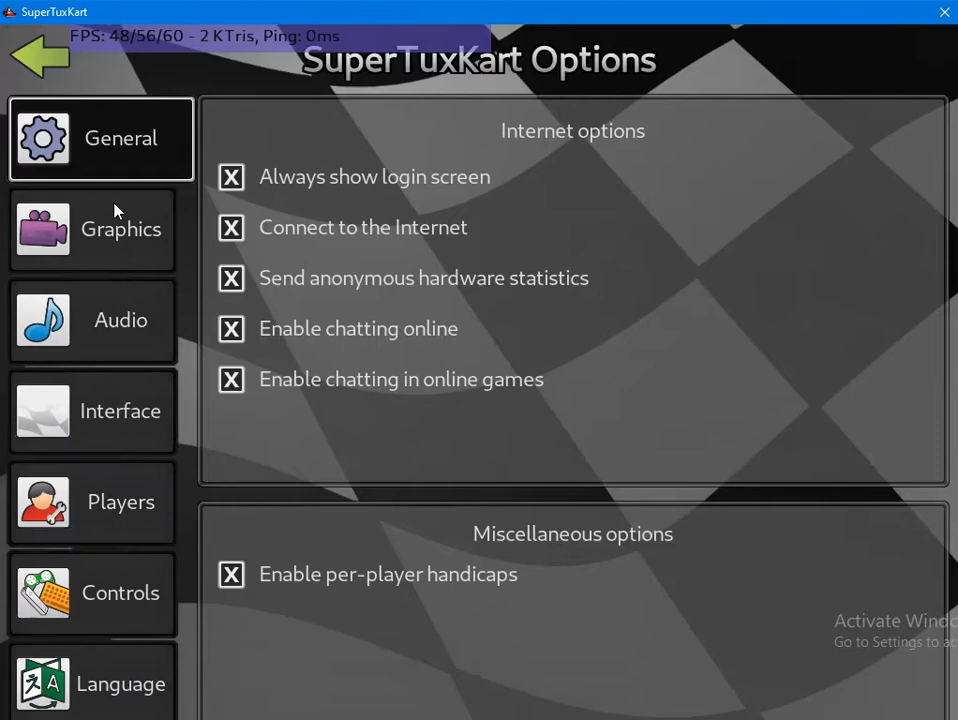 SuperTuxKart
FPS: 48/56/60 - 2 KTris, Ping: 0ms
SuperTuxKart Options
General
Graphics
Audio
Interface
Players
Controls
Language
Internet options
X Always show login screen
X Connect to the Internet
X Send anonymous hardware statistics
X Enable chatting online
X Enable chatting in online games
Miscellaneous options
X Enable per-player handicaps
Activate Windo
Go to Settings to ac